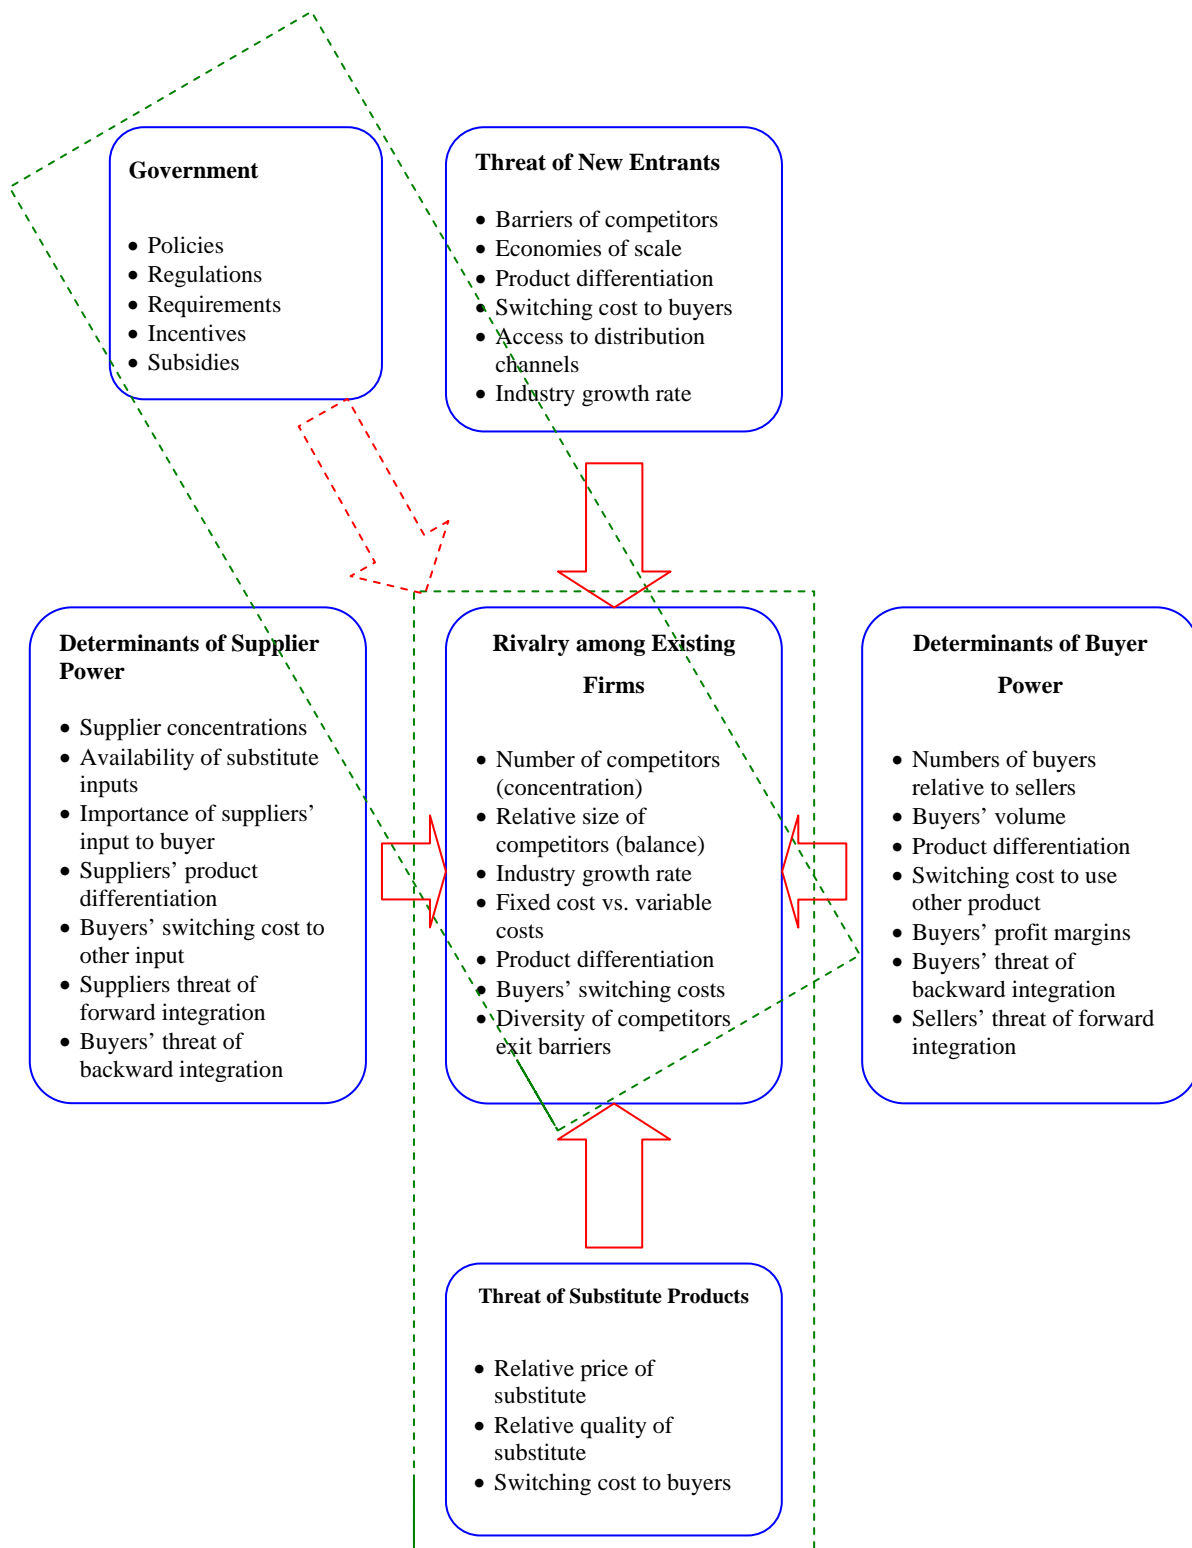 Government
• Policies
• Regulations
• Requirements
• Incentives
• Subsidies
Threat of New Entrants
• Barriers of competitors
• Economies of scale
• Product differentiation
• Switching cost to buyers
• Access to distribution
channels
• Industry growth rate
Determinants of Supplier
Power
• Supplier concentrations
• Availability of substitute
inputs
• Importance of suppliers’
input to buyer
• Suppliers’ product
differentiation
• Buyers’ switching cost to
other input
• Suppliers threat of
forward integration
• Buyers’ threat of
backward integration
Rivalry among Existing
Firms
• Number of competitors
(concentration)
• Relative size of
competitors (balance)
• Industry growth rate
• Fixed cost vs. variable
costs
• Product differentiation
• Buyers’ switching costs
• Diversity of competitors
exit barriers
Determinants of Buyer
Power
• Numbers of buyers
relative to sellers
• Buyers’ volume
• Product differentiation
• Switching cost to use
other product
• Buyers’ profit margins
• Buyers’ threat of
backward integration
• Sellers’ threat of forward
integration
Threat of Substitute Products
• Relative price of
substitute
• Relative quality of
substitute
• Switching cost to buyers